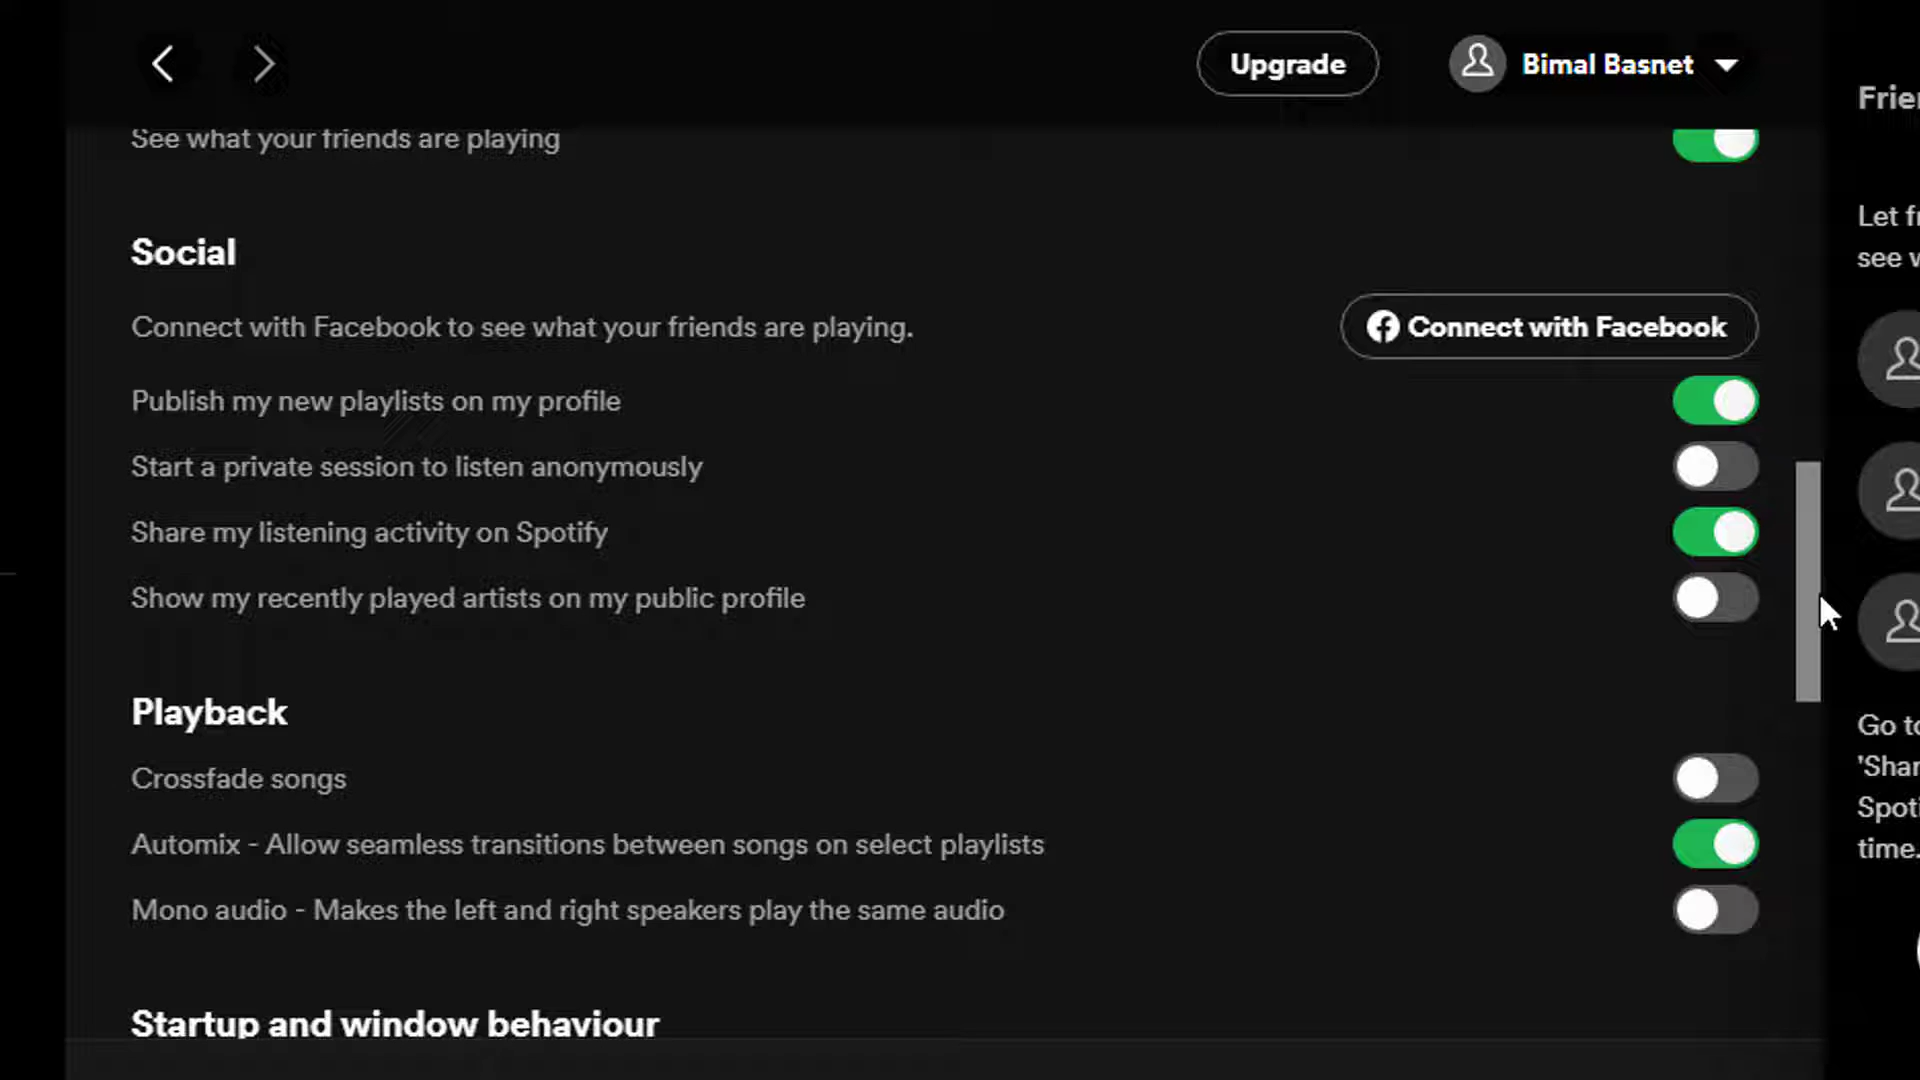 Upgrade
Bimal Basnet
See what your friends are playing
Social
Connect with Facebook to see what your friends are playing.
Connect with Facebook
Publish my new playlists on my profile
Start a private session to listen anonymously
Share my listening activity on Spotify
Show my recently played artists on my public profile
Playback
Crossfade songs
Automix - Allow seamless transitions between songs on select playlists
Mono audio - Makes the left and right speakers play the same audio
Startup and window behaviour
Let
see
Go
time.